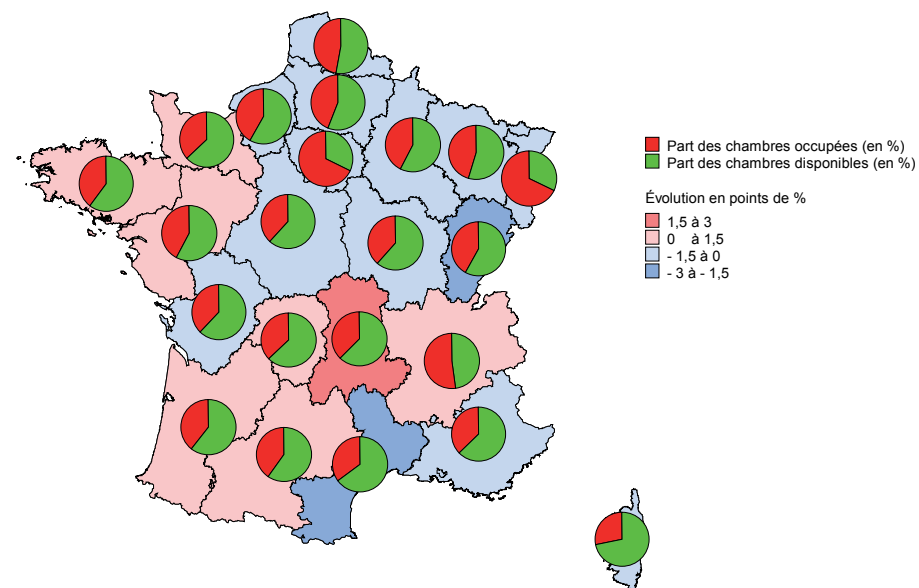 Part des chambres occupées (en %)
Part des chambres disponibles (en %)
Évolution en points de %
1,5 à 3
0 à 1,5
- 1,5 à 0
- 3 à - 1,5